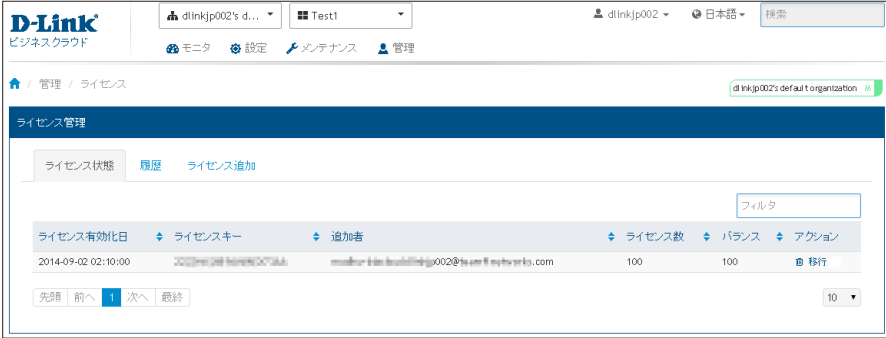 D-Link
ビジネスクラウド
dlinkjp002's d...
Test1
dlinkjp002
日本語
検索
モニタ 設定 メンテナンス 管理
/ 管理 / ライセンス
dlinkjp002's default organization
ライセンス管理
ライセンス状態 履歴 ライセンス追加
フィルタ
ライセンス有効化日 ライセンスキー 追加者 ライセンス数 バランス アクション
2014-09-02 02:10:00 100 100 移行
先頭 前へ 1 次へ 最終
10